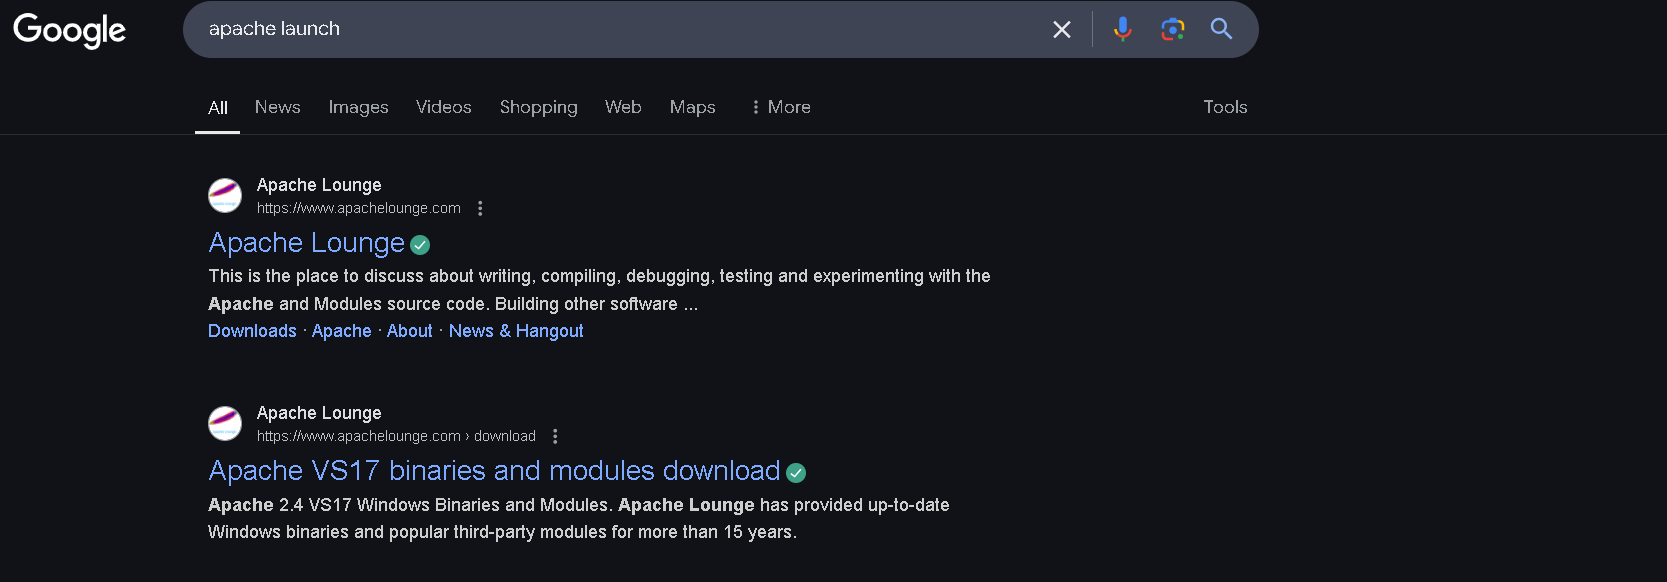 Google
apache launch
All News Images Videos Shopping Web Maps More Tools
Apache Lounge
https://www.apachelounge.com
Apache Lounge
This is the place to discuss about writing, compiling, debugging, testing and experimenting with the
Apache and Modules source code. Building other software ...
Downloads · Apache · About · News & Hangout
Apache Lounge
https://www.apachelounge.com › download
Apache VS17 binaries and modules download
Apache 2.4 VS17 Windows Binaries and Modules. Apache Lounge has provided up-to-date
Windows binaries and popular third-party modules for more than 15 years.